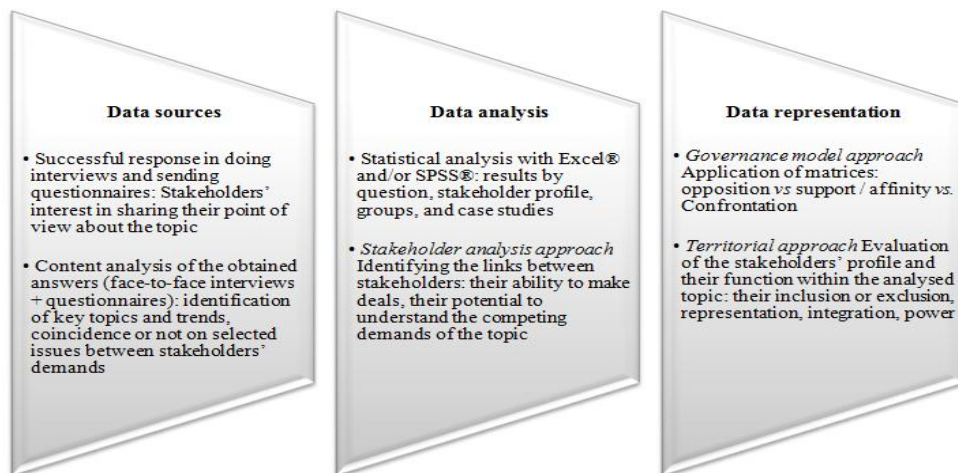 Data sources
• Successful response in doing
interviews and sending
questionnaires: Stakeholders’
interest in sharing their point of
view about the topic
• Content analysis of the obtained
answers (face-to-face interviews
+ questionnaires): identification
of key topics and trends,
coincidence or not on selected
issues between stakeholders’
demands
Data analysis
• Statistical analysis with Excel®
and/or SPSS®: results by
question, stakeholder profile,
groups, and case studies
• Stakeholder analysis approach
Identifying the links between
stakeholders: their ability to make
deals, their potential to
understand the competing
demands of the topic
Data representation
• Governance model approach
Application of matrices:
opposition vs support / affinity vs.
Confrontation
• Territorial approach Evaluation
of the stakeholders’ profile and
their function within the analysed
topic: their inclusion or exclusion,
representation, integration, power